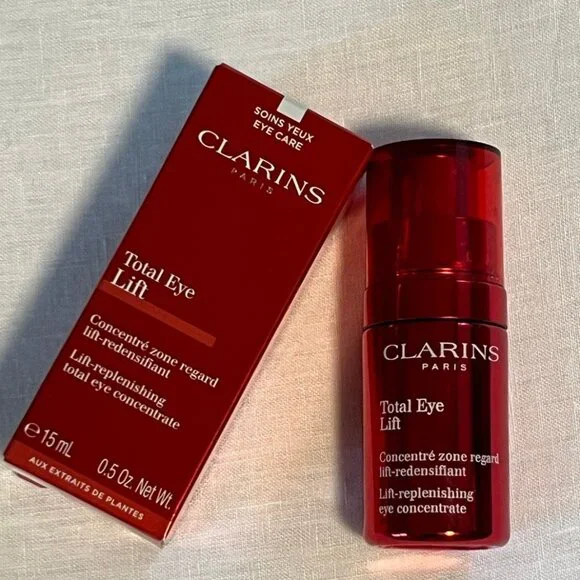 SOINS YEUX
EYE CARE
CLARINS
PARIS
Total Eye
Lift
Concentré zone regard
lift-redensifiant
Lift-replenishing
total eye concentrate
e 15 mL 0.5 Oz. Net Wt.
AUX EXTRAITS DE PLANTES
CLARINS
PARIS
Total Eye
Lift
Concentré zone regard
lift-redensifiant
Lift-replenishing
eye concentrate